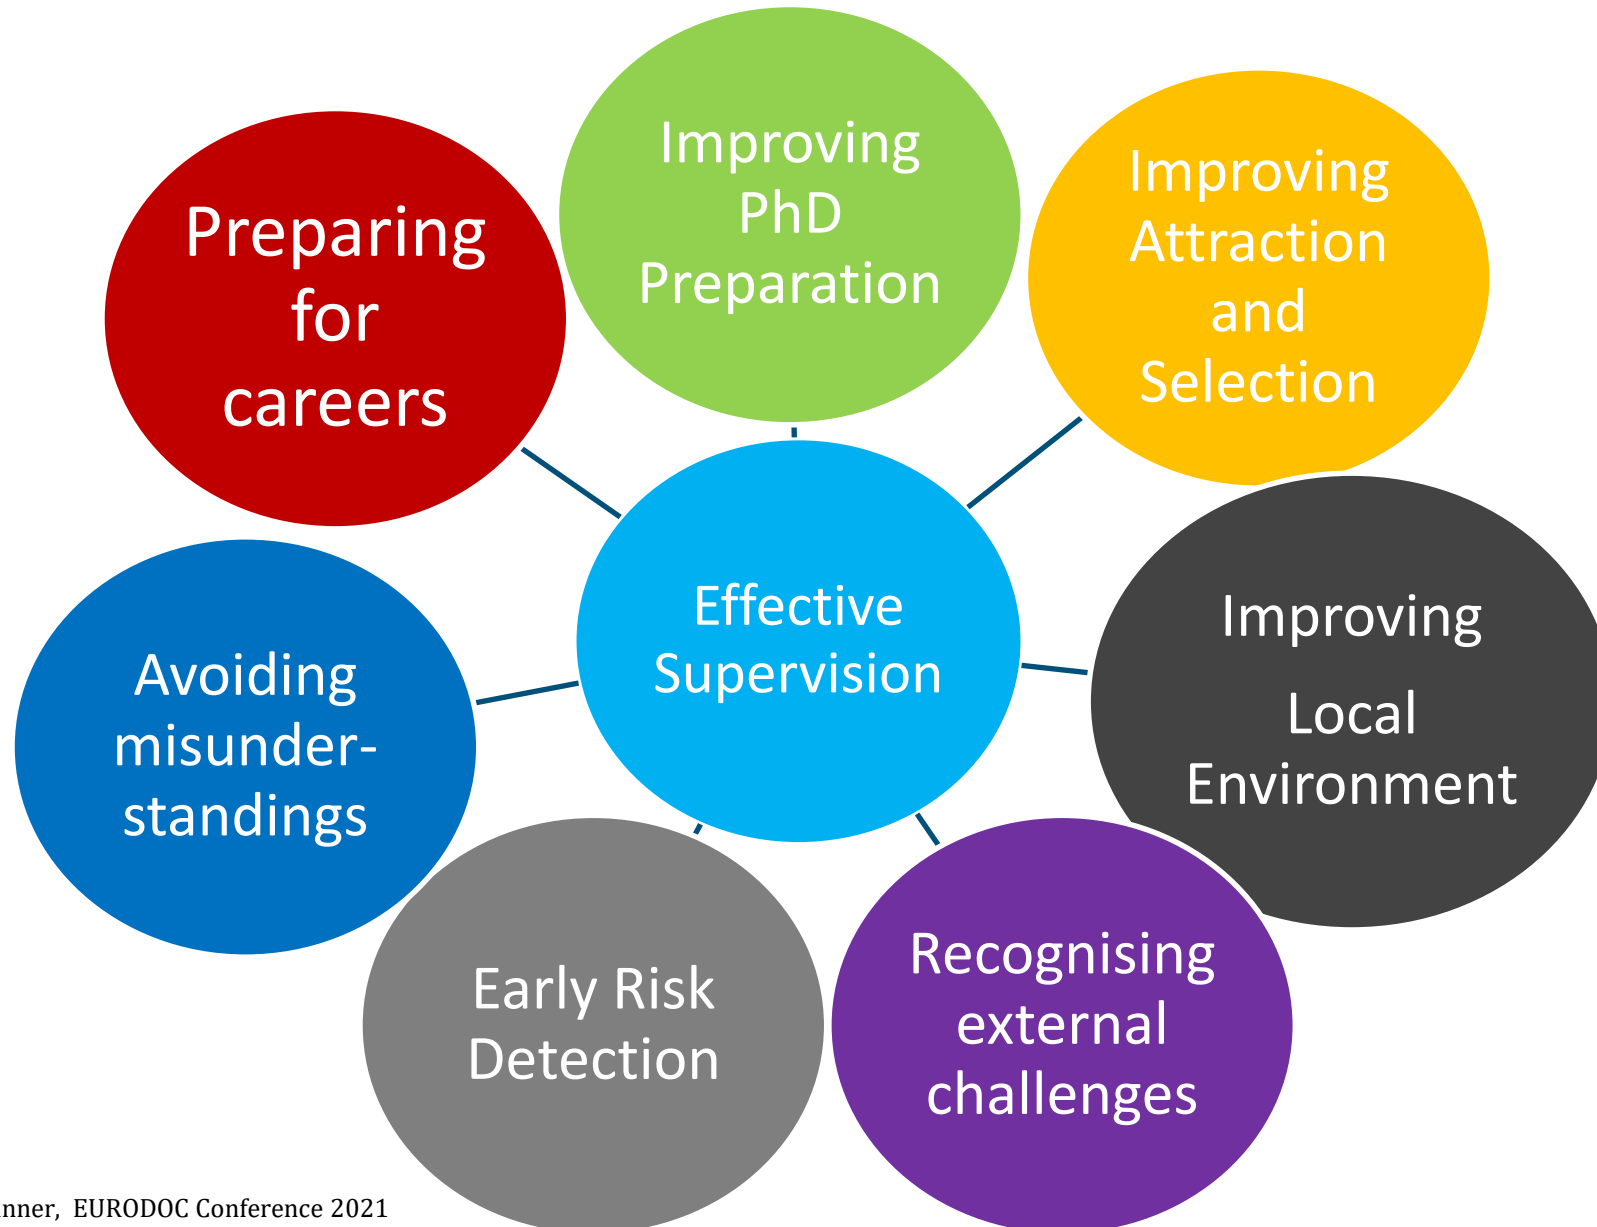 Improving
PhD
Preparation
Improving
Attraction
and
Selection
Improving
Local
Environment
Recognising
external
challenges
Early Risk
Detection
Avoiding
misunder-
standings
Preparing
for
careers
Effective
Supervision
EURODOC Conference 2021